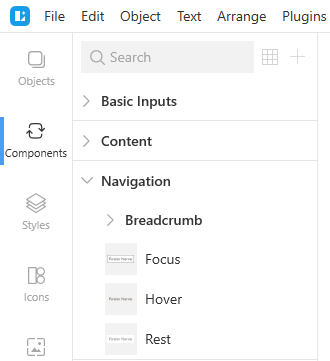 File Edit Object Text Arrange Plugins
Search
Objects
Basic Inputs
Components
Content
Navigation
Styles
Breadcrumb
Focus
Icons
Hover
Rest